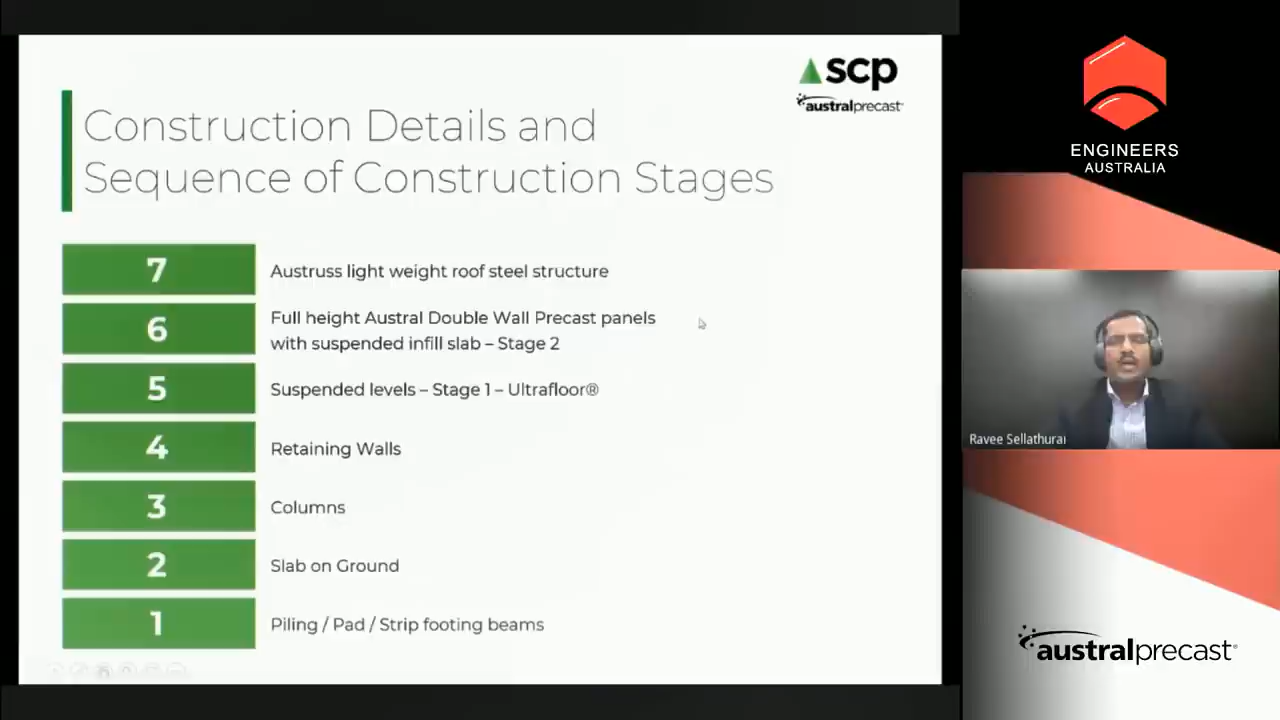 scp
australprecast
Construction Details and
Sequence of Construction Stages
7
Austruss light weight roof steel structure
6
Full height Austral Double Wall Precast panels
with suspended infill slab – Stage 2
5
Suspended levels – Stage 1 – Ultrafloor®
4
Retaining Walls
3
Columns
2
Slab on Ground
1
Piling / Pad / Strip footing beams
ENGINEERS
AUSTRALIA
Ravee Sellathurai
australprecast®